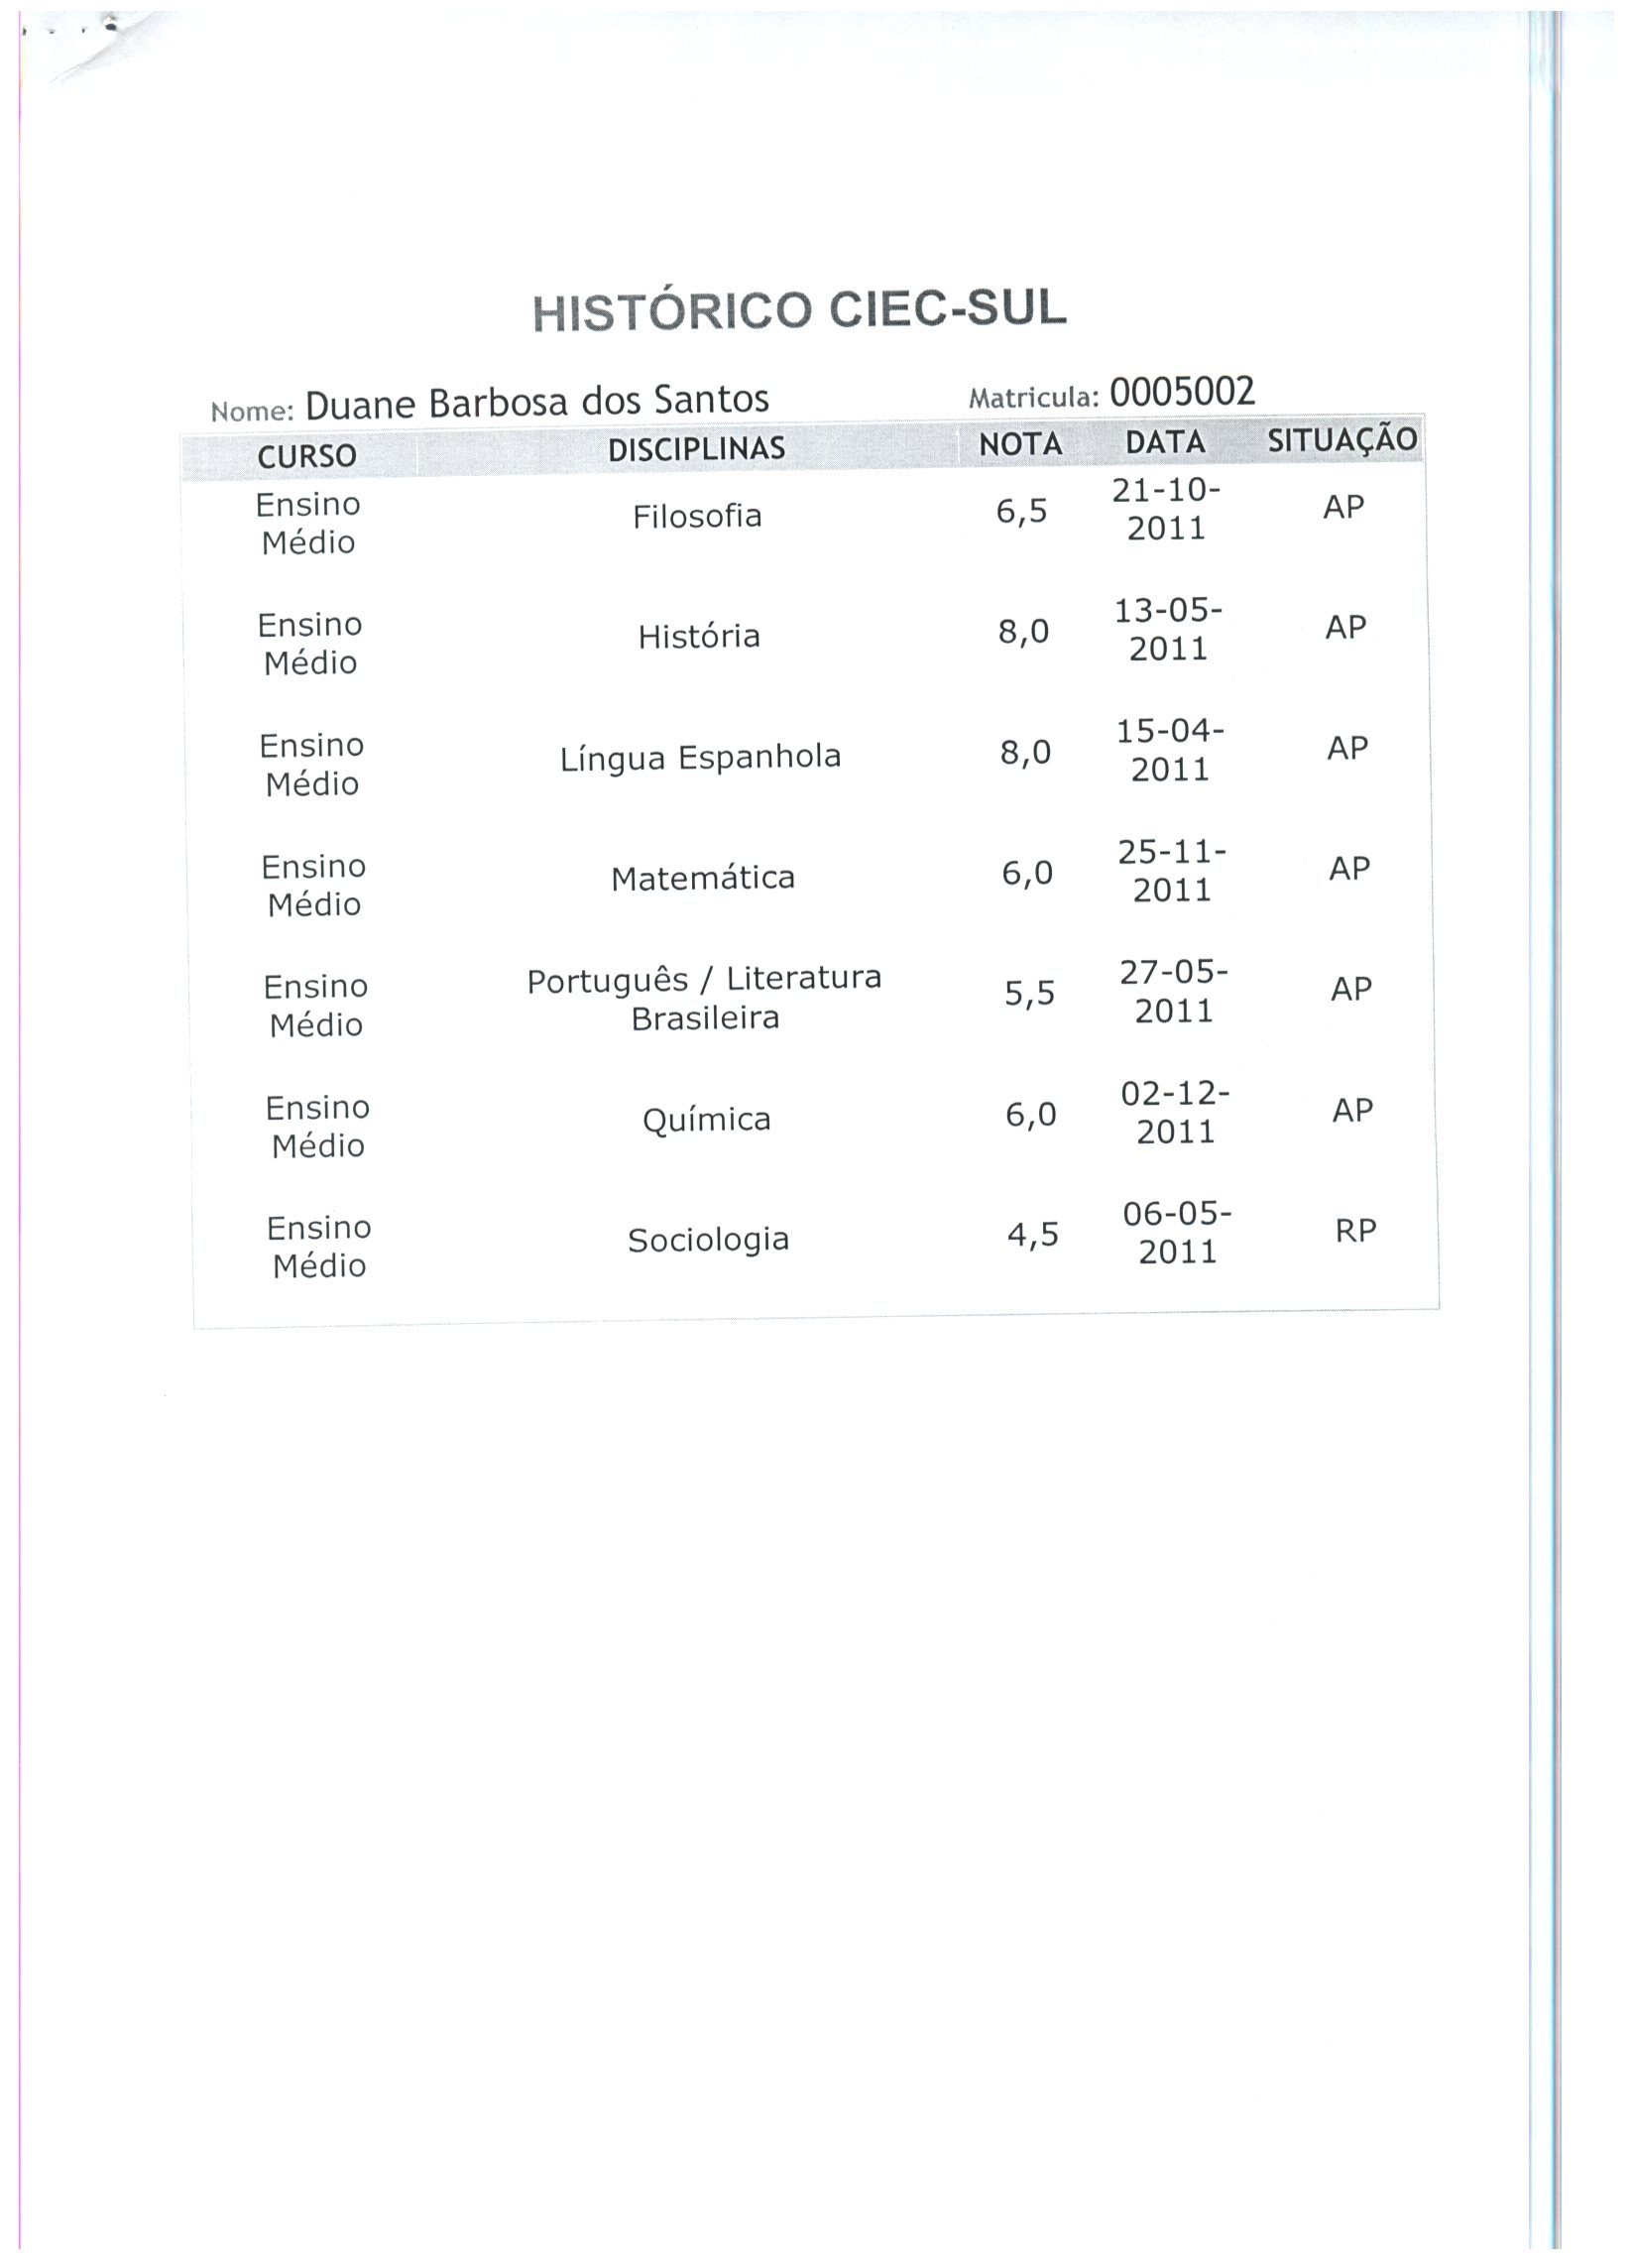 HISTÓRICO CIEC-SUL
Nome: Duane Barbosa dos Santos Matricula: 0005002
CURSO DISCIPLINAS NOTA DATA SITUAÇÃO
Ensino Médio Filosofia 6,5 21-10-2011 AP
Ensino Médio História 8,0 13-05-2011 AP
Ensino Médio Língua Espanhola 8,0 15-04-2011 AP
Ensino Médio Matemática 6,0 25-11-2011 AP
Ensino Médio Português / Literatura Brasileira 5,5 27-05-2011 AP
Ensino Médio Química 6,0 02-12-2011 AP
Ensino Médio Sociologia 4,5 06-05-2011 RP